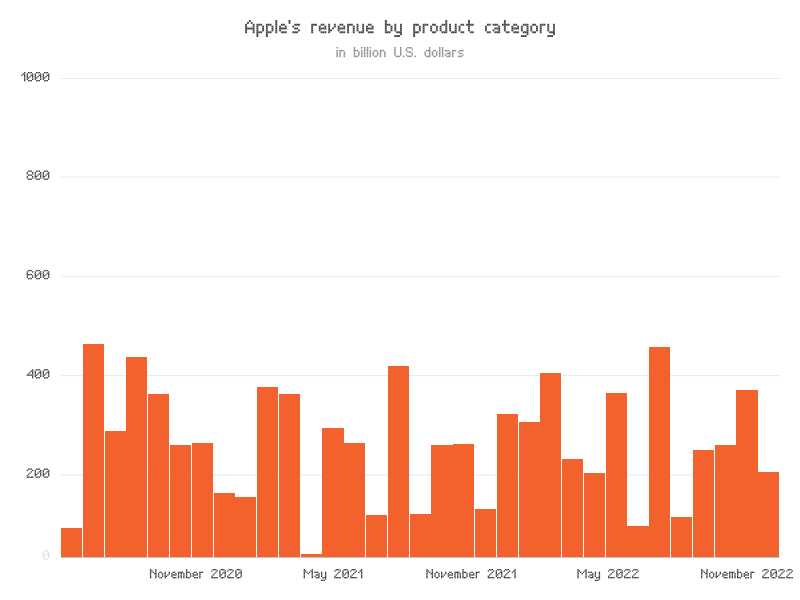 Apple's revenue by product category
in billion U.S. dollars
1000
800
600
400
200
0
November 2020 May 2021 November 2021 May 2022 November 2022